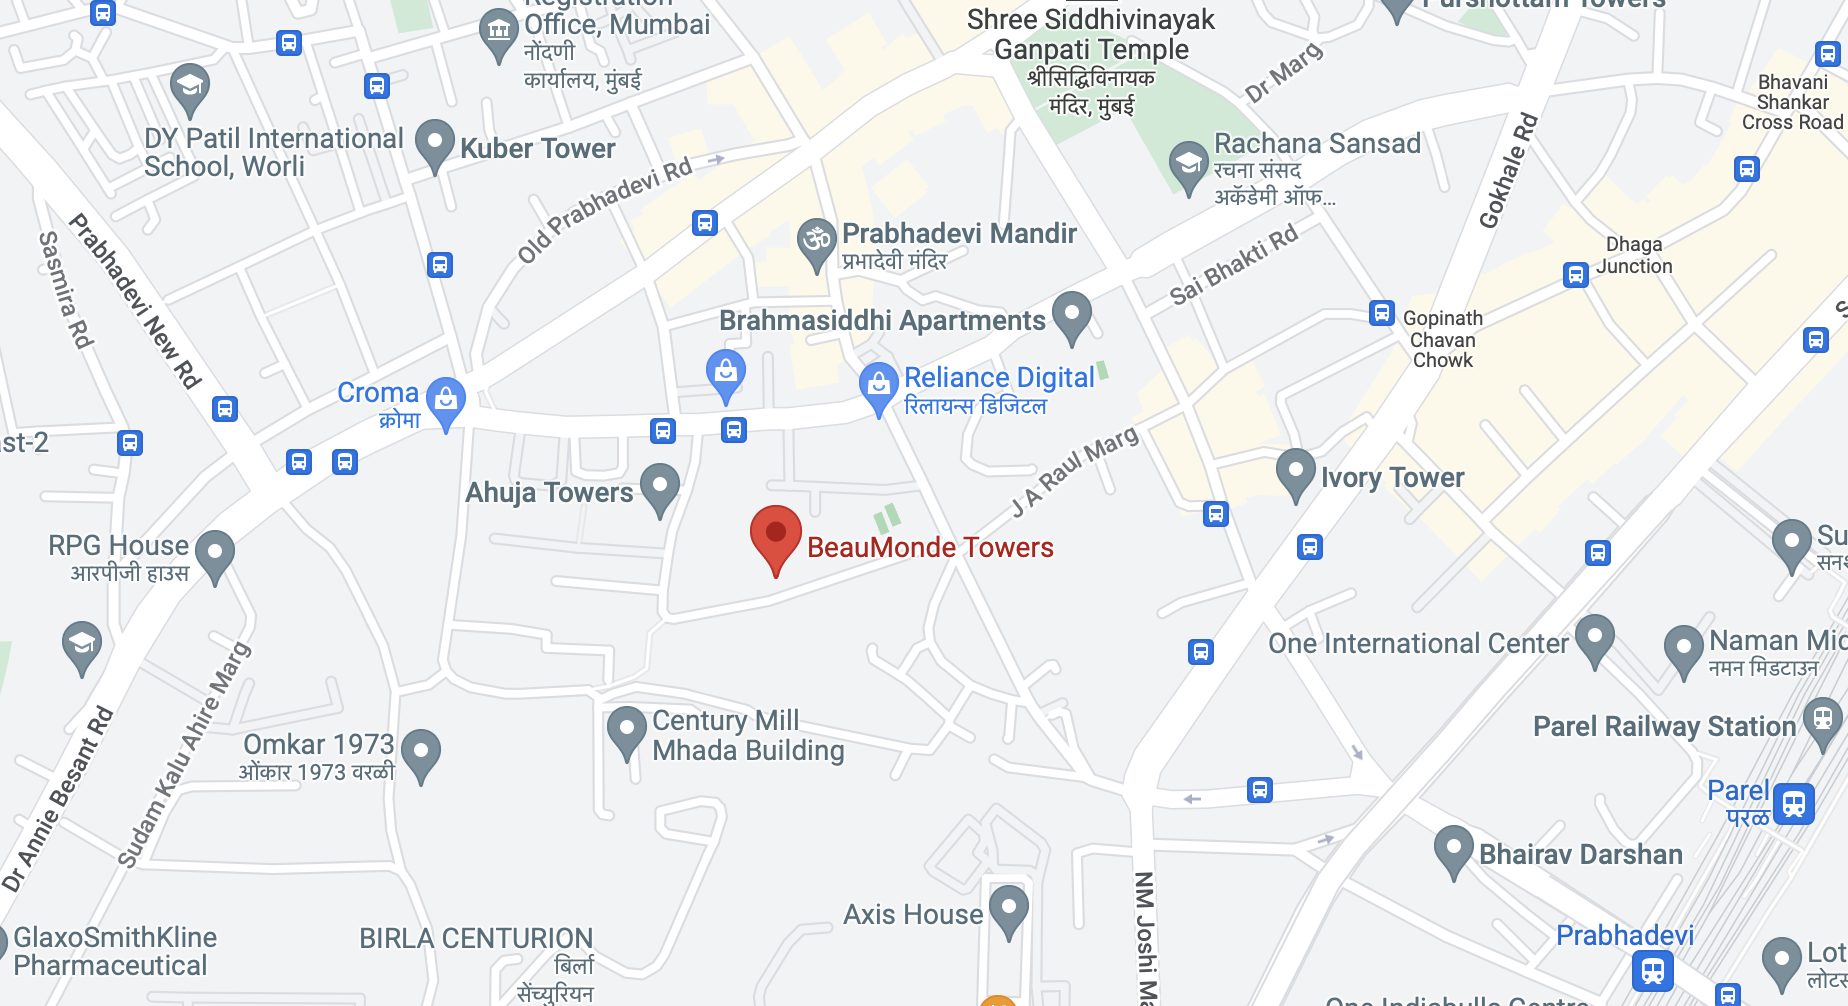 Registration
Office, Mumbai
नोंदणी
कार्यालय, मुंबई
Shree Siddhivinayak
Ganpati Temple
श्रीसिद्धिविनायक
मंदिर, मुंबई
Purshottam Towers
Dr Marg
Bhavani
Shankar
Cross Road
DY Patil International
School, Worli
Kuber Tower
Old Prabhadevi Rd
Rachana Sansad
रचना संसद
अकॅडेमी ऑफ...
Gokhale Rd
Prabhadevi New Rd
Sasmira Rd
Prabhadevi Mandir
प्रभादेवी मंदिर
Sai Bhakti Rd
Dhaga
Junction
Brahmasiddhi Apartments
Gopinath
Chavan
Chowk
Croma
क्रोमा
Reliance Digital
रिलायन्स डिजिटल
st-2
J A Raul Marg
Ahuja Towers
Ivory Tower
RPG House
आरपीजी हाउस
BeauMonde Towers
Su
सनश
One International Center
Naman Mid
नमन मिडटाउन
Sudam Kalu Ahire Marg
Dr Annie Besant Rd
Omkar 1973
ओंकार 1973 वरळी
Century Mill
Mhada Building
Parel Railway Station
Parel
परळ
Bhairav Darshan
NM Joshi Ma
Axis House
GlaxoSmithKline
Pharmaceutical
BIRLA CENTURION
बिर्ला
सेंच्युरियन
Prabhadevi
Lot
लोटस
One Indiabulls Centre